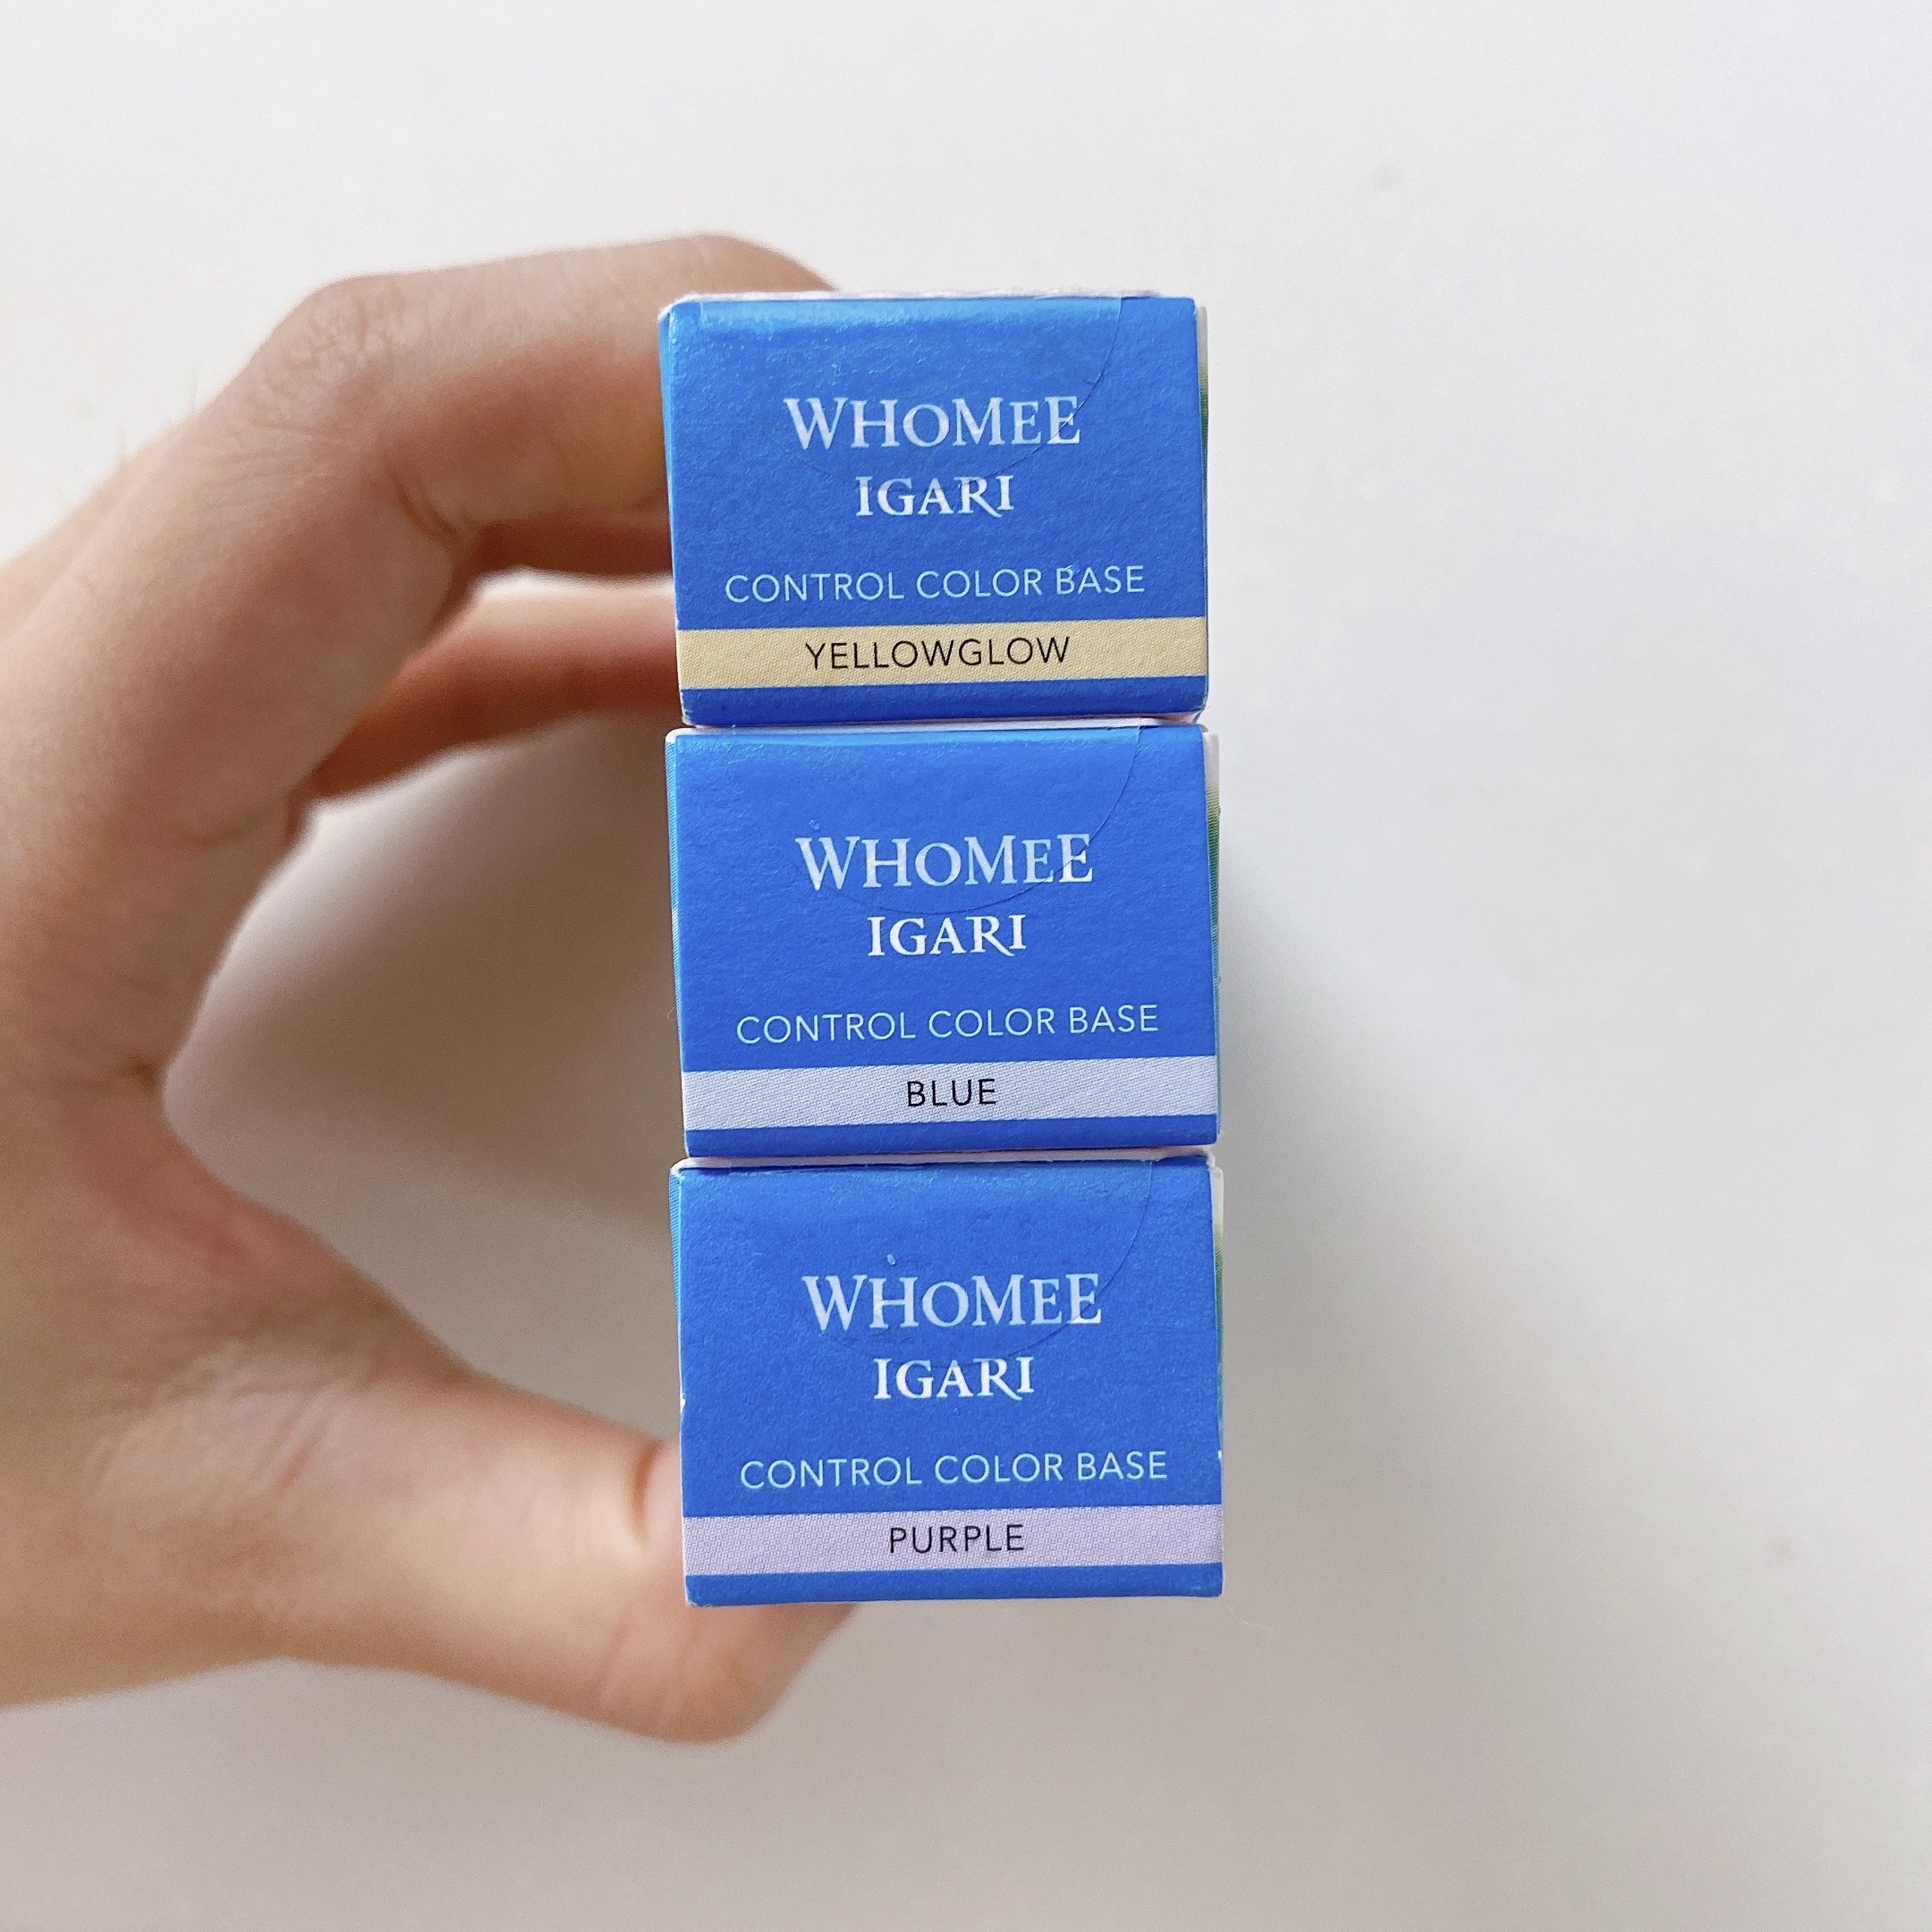 WHOMEE
IGARI
CONTROL COLOR BASE
YELLOWGLOW
WHOMEE
IGARI
CONTROL COLOR BASE
BLUE
WHOMEE
IGARI
CONTROL COLOR BASE
PURPLE